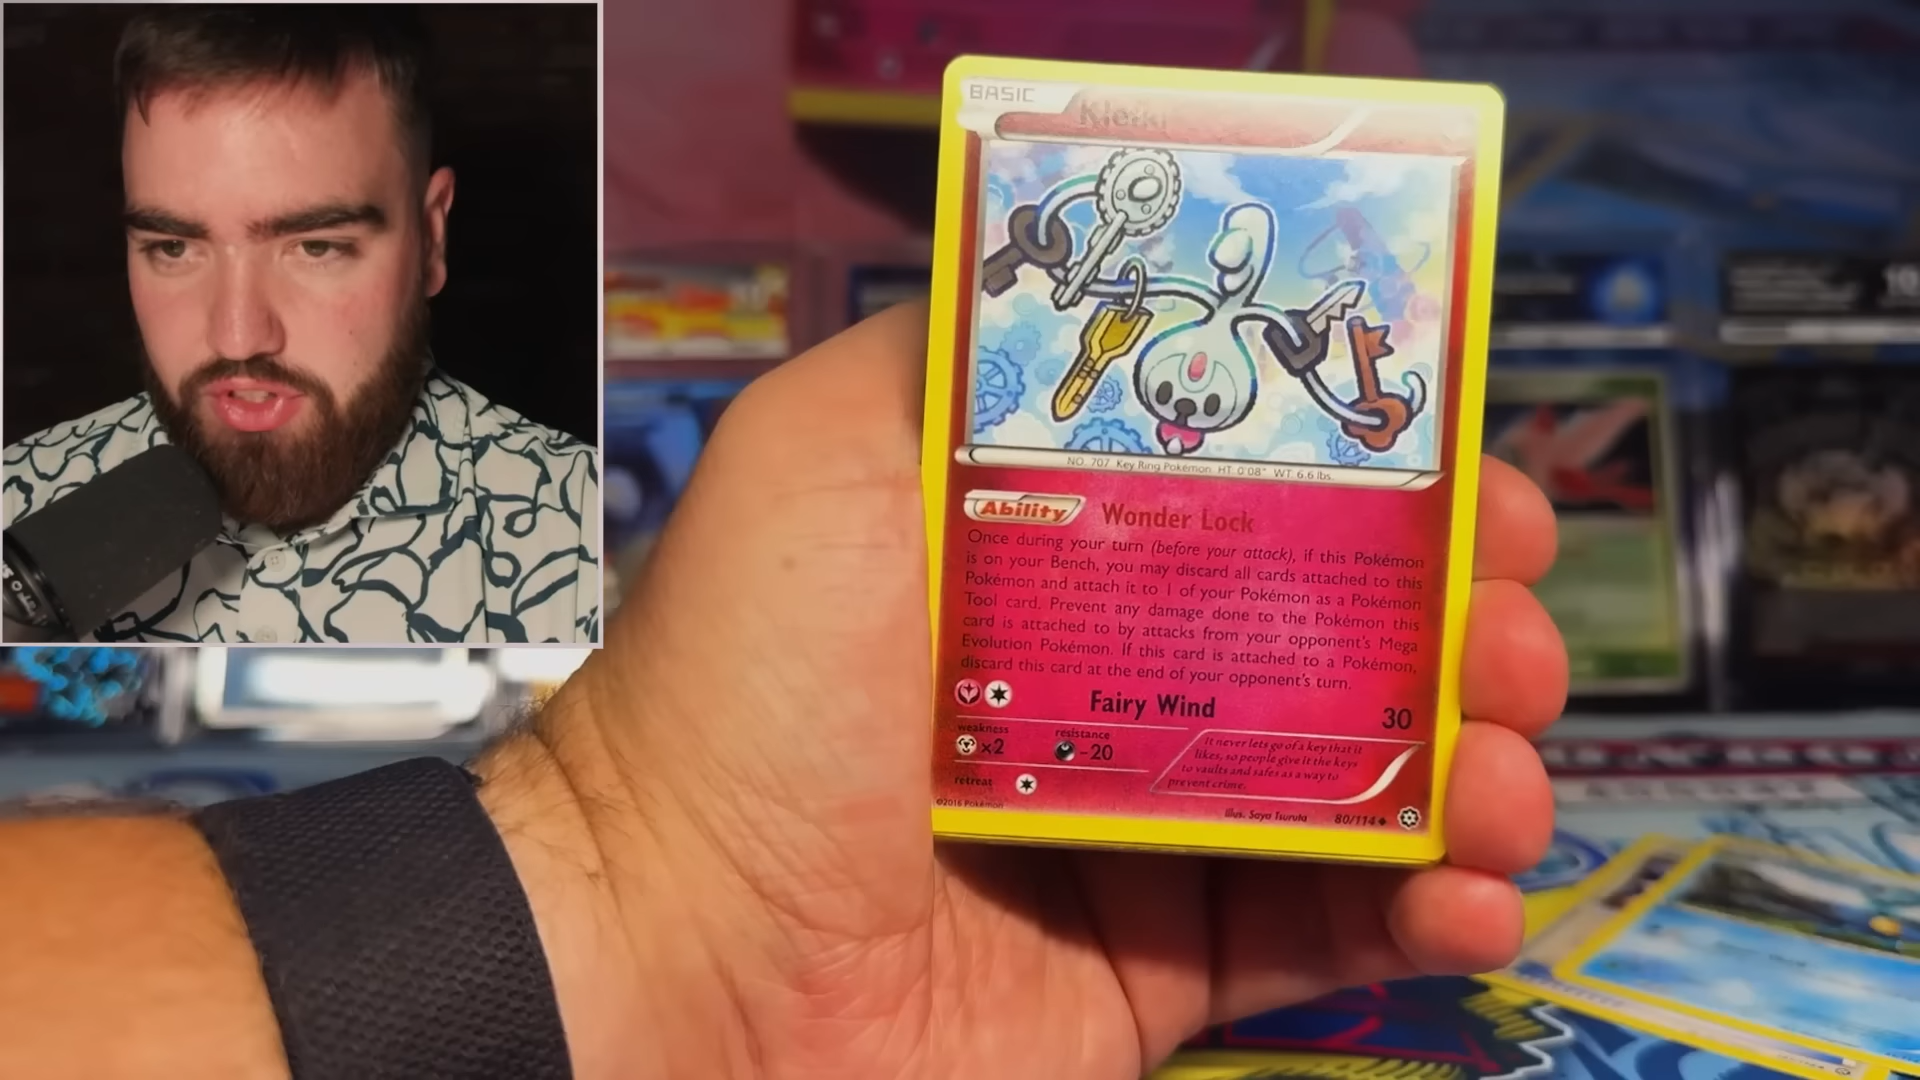 BASIC
Klefki
NO. 707 Key Ring Pokémon HT: 0'08" WT: 6.6 lbs.
Ability Wonder Lock
Once during your turn (before your attack), if this Pokémon
is on your Bench, you may discard all cards attached to this
Pokémon and attach it to 1 of your Pokémon as a Pokémon
Tool card. Prevent any damage done to the Pokémon this
card is attached to by attacks from your opponent's Mega
Evolution Pokémon. If this card is attached to a Pokémon,
discard this card at the end of your opponent's turn.
Fairy Wind 30
weakness
×2
resistance
-20
retreat
It never lets go of a key that it
likes, so people give it the keys
to vaults and safes as a way to
prevent crime.
©2016 Pokémon
Illus. Saya Tsuruta 80/114
10